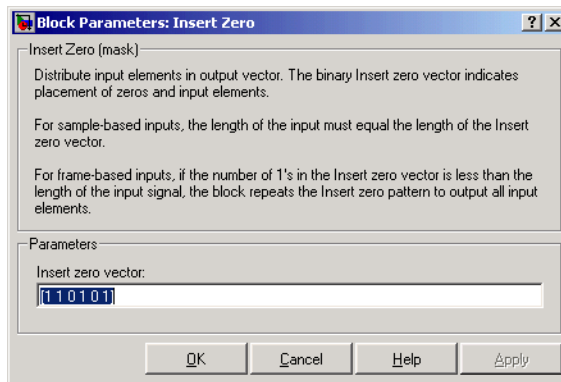 Block Parameters: Insert Zero
Insert Zero (mask)
Distribute input elements in output vector. The binary Insert zero vector indicates
placement of zeros and input elements.
For sample-based inputs, the length of the input must equal the length of the Insert
zero vector.
For frame-based inputs, if the number of 1's in the Insert zero vector is less than the
length of the input signal, the block repeats the Insert zero pattern to output all input
elements.
Parameters
Insert zero vector:
[1 1 0 1 0 1]
OK Cancel Help Apply